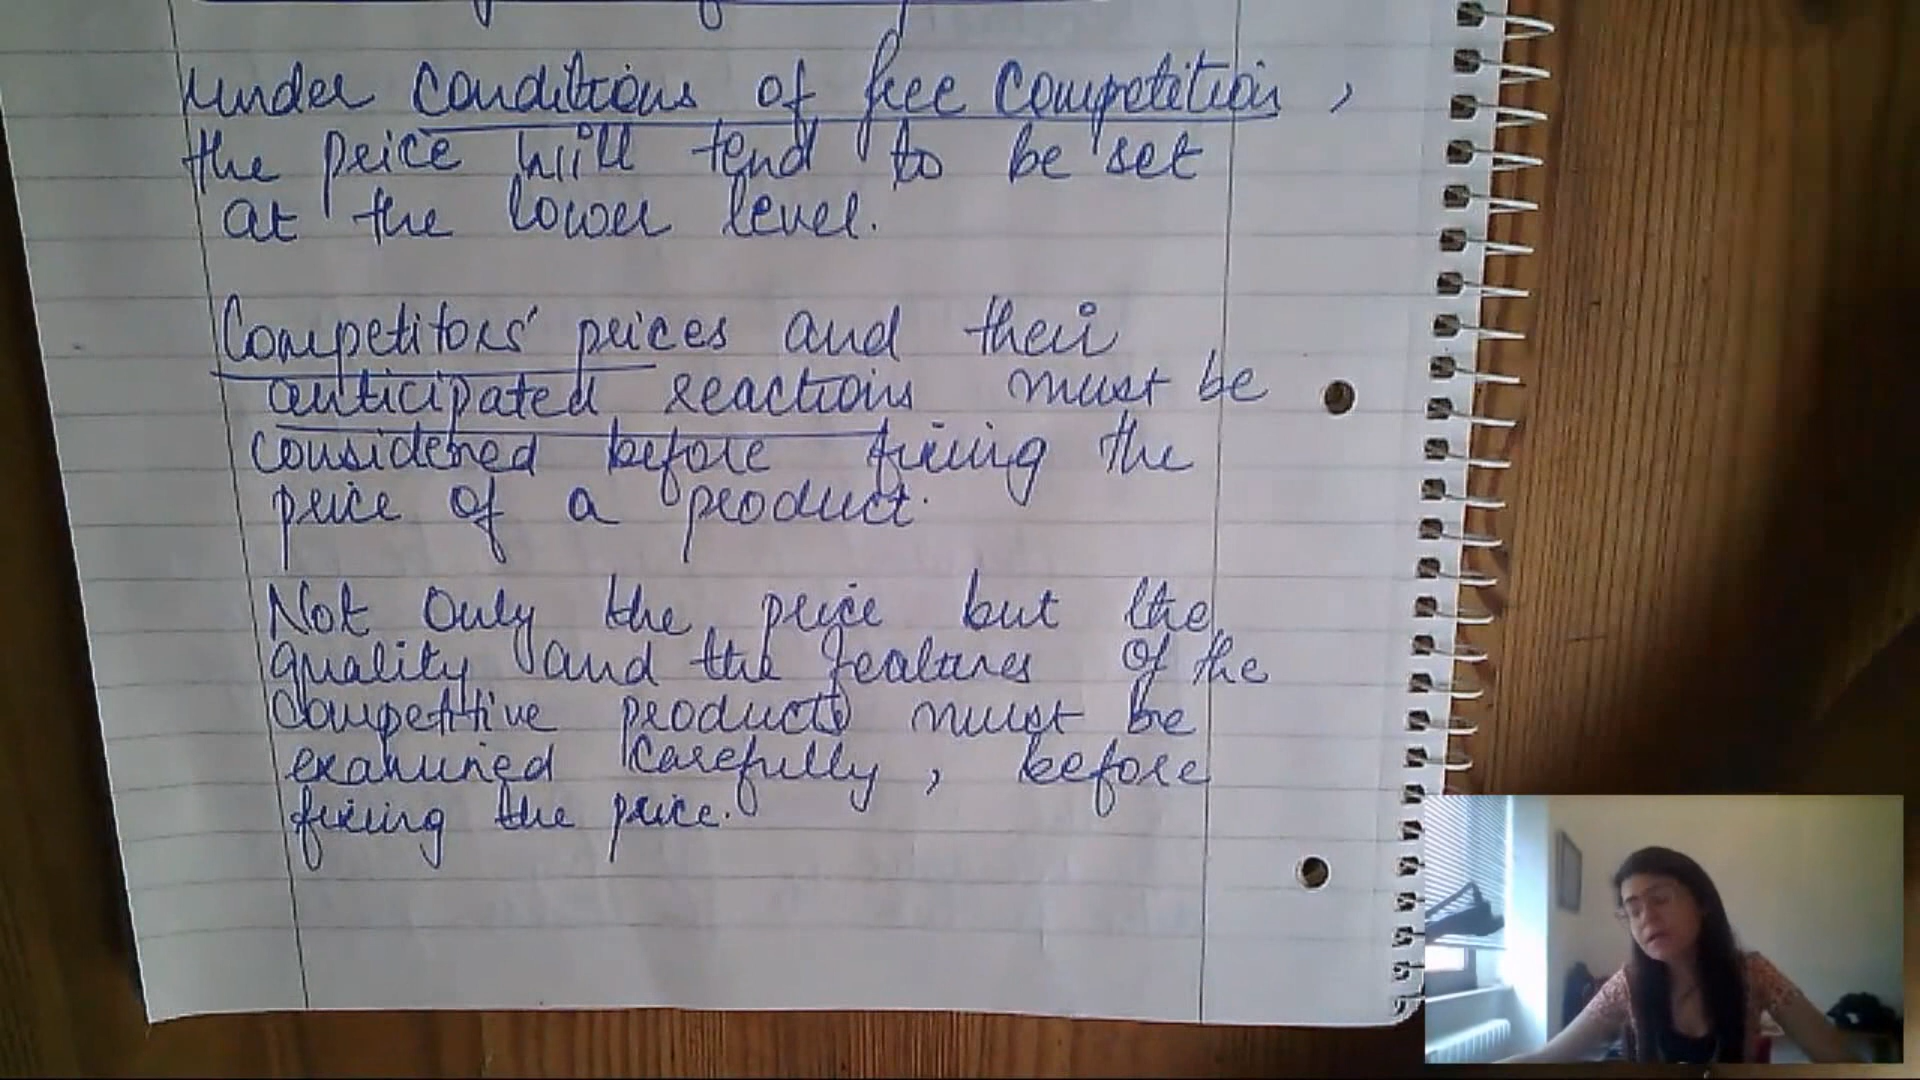 under conditions of free competition,
the price will tend to be set
at the lower level.
Competitors' prices and their
anticipated reactions must be
considered before fixing the
price of a product.
Not only the price but the
quality and the features of the
competitive products must be
examined carefully, before
fixing the price.